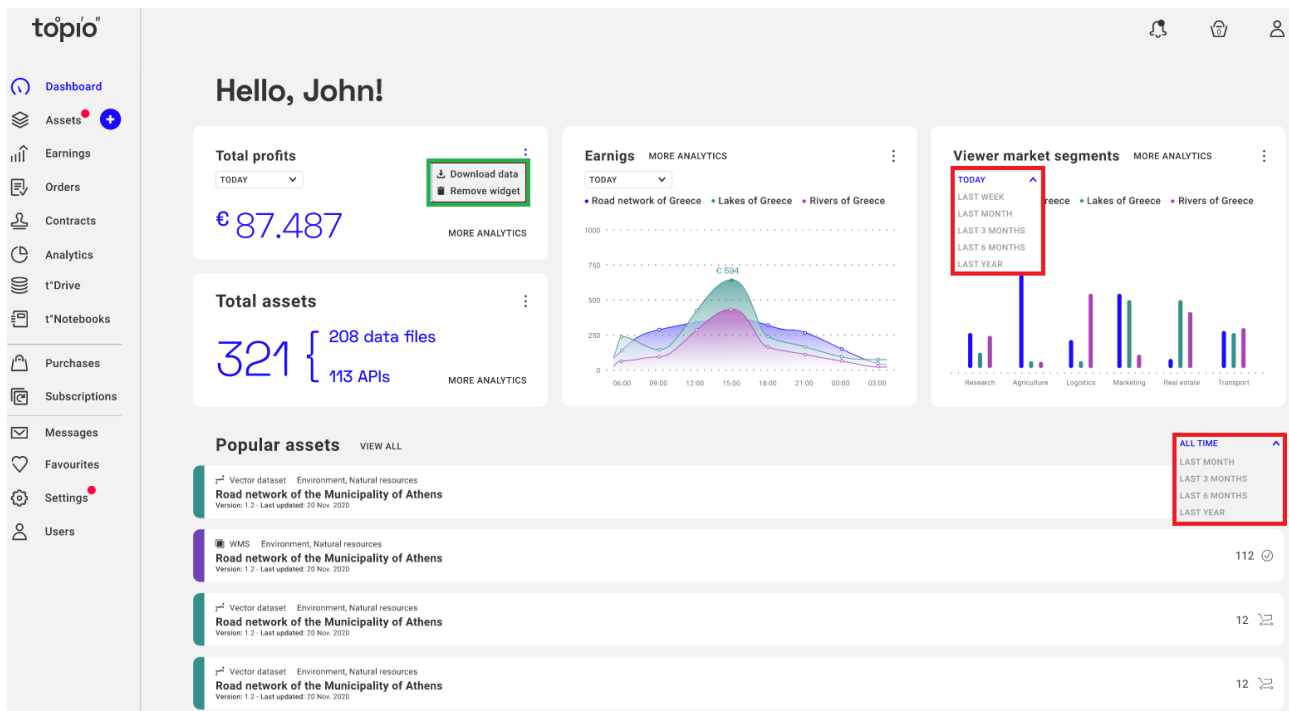 topio
Hello, John!
Dashboard
Assets
Earnings
Orders
Contracts
Analytics
t°Drive
t°Notebooks
Purchases
Subscriptions
Messages
Favourites
Settings
Users
Total profits
Download data
Remove widget
TODAY
€ 87.487
MORE ANALYTICS
Total assets
321
208 data files
113 APIs
MORE ANALYTICS
Earnigs MORE ANALYTICS
TODAY
Road network of Greece Lakes of Greece Rivers of Greece
1000
750
500
250
0
€ 594
06:00 09:00 12:00 15:00 18:00 21:00 00:00 03:00
Viewer market segments MORE ANALYTICS
TODAY
LAST WEEK
LAST MONTH
LAST 3 MONTHS
LAST 6 MONTHS
LAST YEAR
reece Lakes of Greece Rivers of Greece
Research Agriculture Logistics Marketing Real estate Transport
Popular assets VIEW ALL
ALL TIME
LAST MONTH
LAST 3 MONTHS
LAST 6 MONTHS
LAST YEAR
Vector dataset Environment, Natural resources
Road network of the Municipality of Athens
Version: 1.2 - Last updated: 20 Nov. 2020
WMS Environment, Natural resources
Road network of the Municipality of Athens
Version: 1.2 - Last updated: 20 Nov. 2020
112
Vector dataset Environment, Natural resources
Road network of the Municipality of Athens
Version: 1.2 - Last updated: 20 Nov. 2020
12
Vector dataset Environment, Natural resources
Road network of the Municipality of Athens
Version: 1.2 - Last updated: 20 Nov. 2020
12